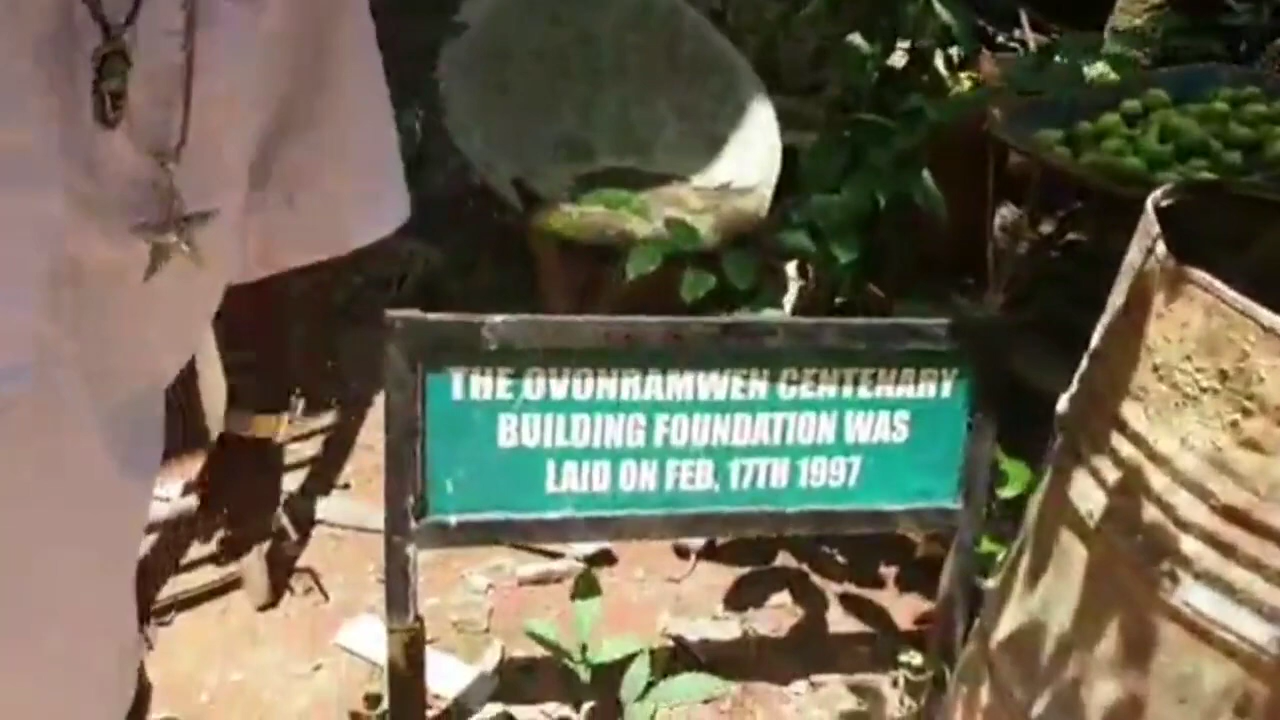 THE OVONRAMWEN CENTENARY
BUILDING FOUNDATION WAS
LAID ON FEB. 17TH 1997